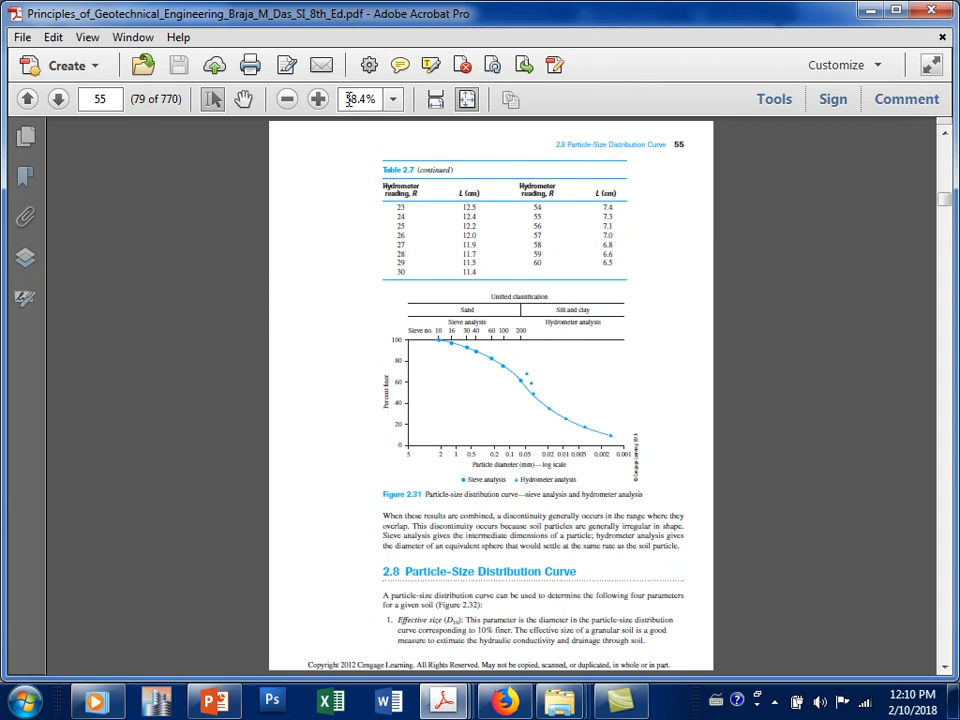 Principles_of_Geotechnical_Engineering_Braja_M_Das_SI_8th_Ed.pdf - Adobe Acrobat Pro
File Edit View Window Help
Create Customize
55 (79 of 770) 58.4% Tools Sign Comment
2.8 Particle-Size Distribution Curve 55
Table 2.7 (continued)
Hydrometer reading, R L (cm) Hydrometer reading, R L (cm)
23 12.5 54 7.4
24 12.4 55 7.3
25 12.2 56 7.1
26 12.0 57 7.0
27 11.9 58 6.8
28 11.7 59 6.6
29 11.5 60 6.5
30 11.4
Unified classification
Sand Silt and clay
Sieve analysis Hydrometer analysis
Sieve no. 10 16 30 40 60 100 200
100
80
60
40
20
0
Percent finer
5 2 1 0.5 0.2 0.1 0.05 0.02 0.01 0.005 0.002 0.001
Particle diameter (mm)—log scale
Sieve analysis Hydrometer analysis
© Cengage Learning 2014
Figure 2.31 Particle-size distribution curve—sieve analysis and hydrometer analysis
When these results are combined, a discontinuity generally occurs in the range where they
overlap. This discontinuity occurs because soil particles are generally irregular in shape.
Sieve analysis gives the intermediate dimensions of a particle; hydrometer analysis gives
the diameter of an equivalent sphere that would settle at the same rate as the soil particle.
2.8 Particle-Size Distribution Curve
A particle-size distribution curve can be used to determine the following four parameters
for a given soil (Figure 2.32):
1. Effective size (D10): This parameter is the diameter in the particle-size distribution
curve corresponding to 10% finer. The effective size of a granular soil is a good
measure to estimate the hydraulic conductivity and drainage through soil.
Copyright 2012 Cengage Learning. All Rights Reserved. May not be copied, scanned, or duplicated, in whole or in part.
Ps
12:10 PM
2/10/2018